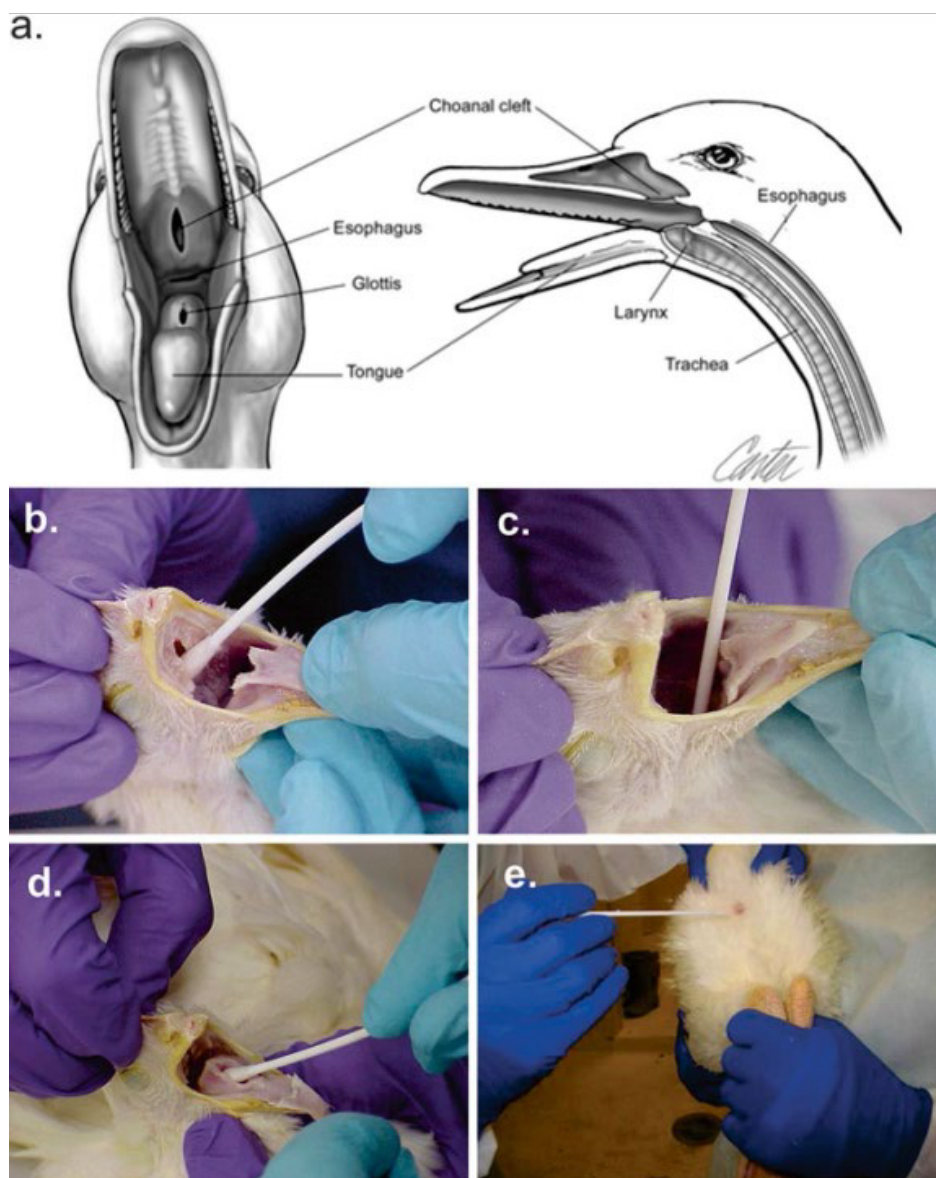 a.
Choanal cleft
Esophagus
Glottis
Tongue
Esophagus
Larynx
Trachea
Carter
b.
c.
d.
e.